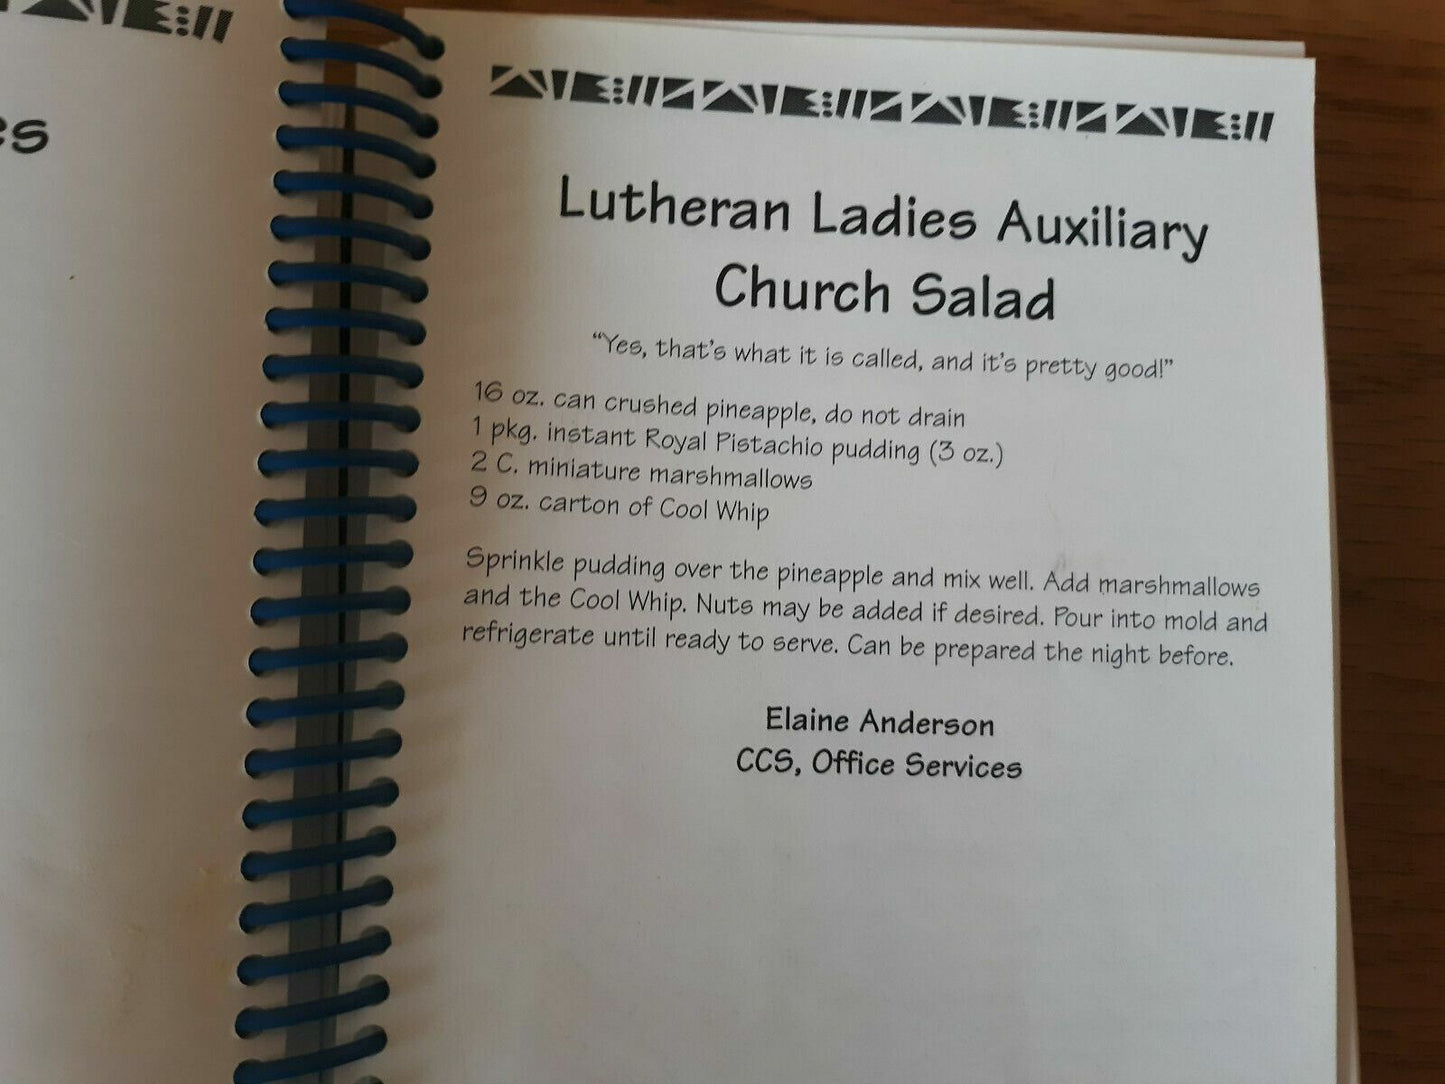 Lutheran Ladies Auxiliary
Church Salad
“Yes, that’s what it is called, and it’s pretty good!”
16 oz. can crushed pineapple, do not drain
1 pkg. instant Royal Pistachio pudding (3 oz.)
2 C. miniature marshmallows
9 oz. carton of Cool Whip
Sprinkle pudding over the pineapple and mix well. Add marshmallows
and the Cool Whip. Nuts may be added if desired. Pour into mold and
refrigerate until ready to serve. Can be prepared the night before.
Elaine Anderson
CCS, Office Services